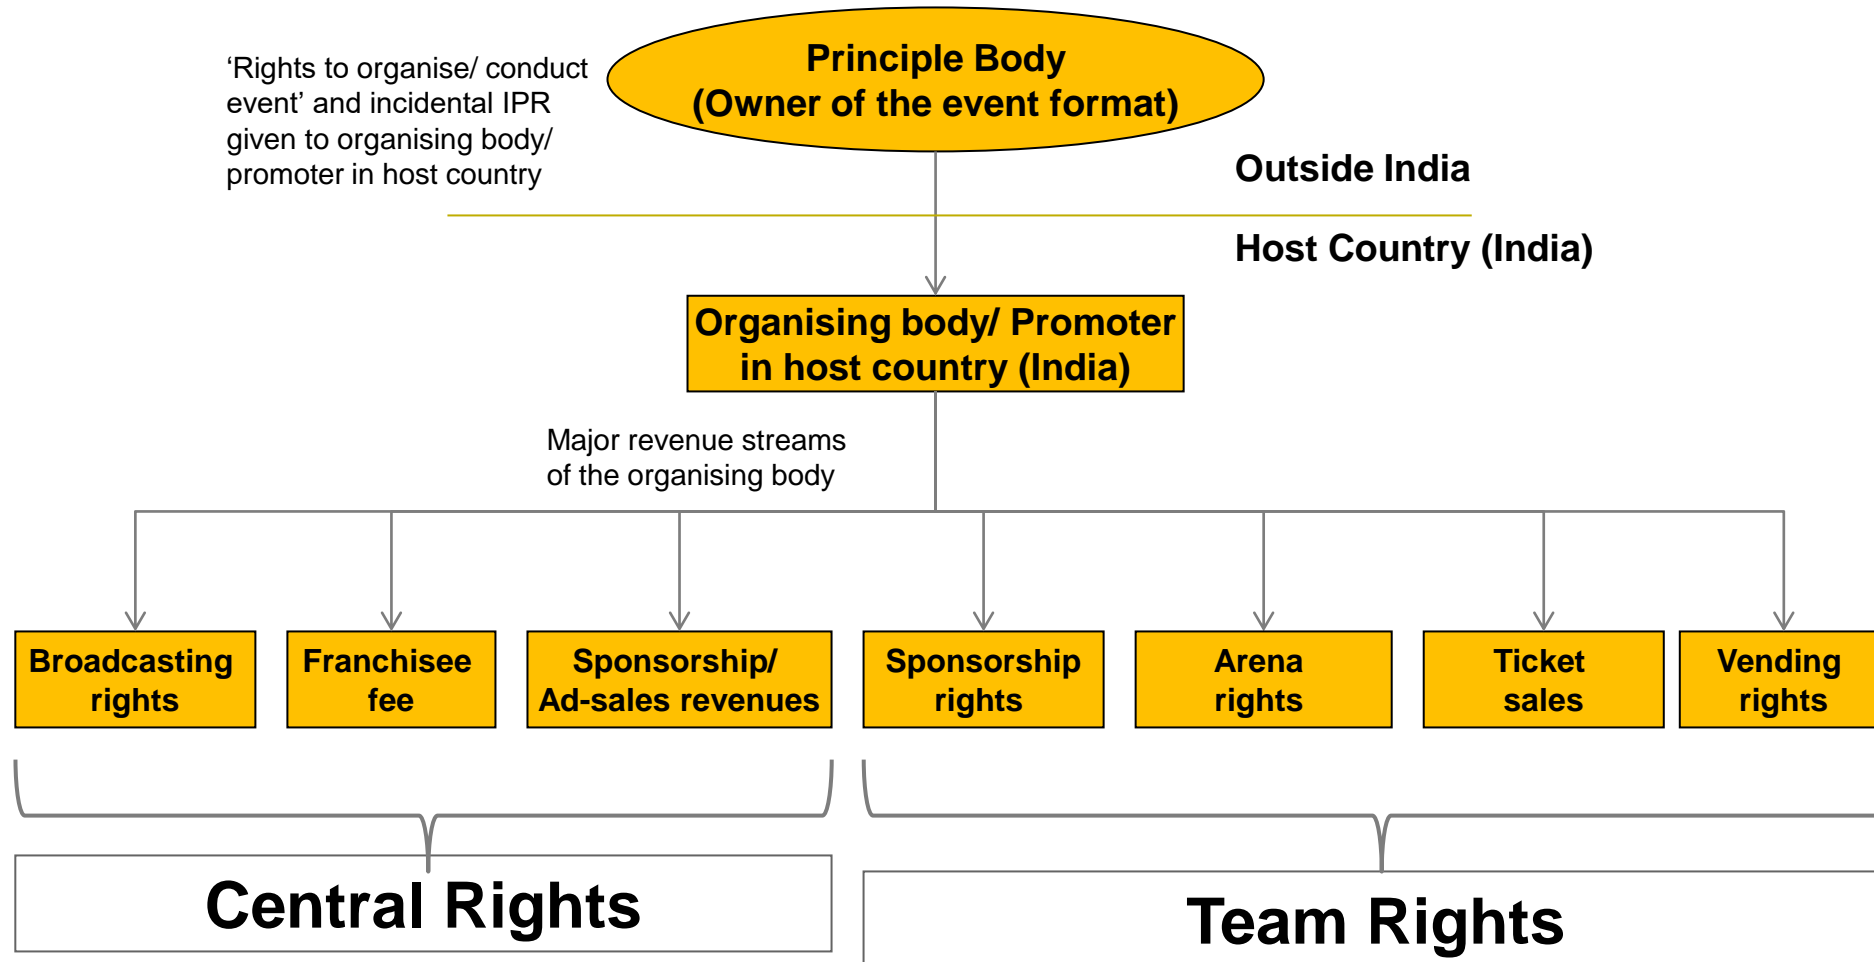 ‘Rights to organise/ conduct
event’ and incidental IPR
given to organising body/
promoter in host country
Principle Body
(Owner of the event format)
Outside India
Host Country (India)
Organising body/ Promoter
in host country (India)
Major revenue streams
of the organising body
Broadcasting
rights
Franchisee
fee
Sponsorship/
Ad-sales revenues
Sponsorship
rights
Arena
rights
Ticket
sales
Vending
rights
Central Rights
Team Rights